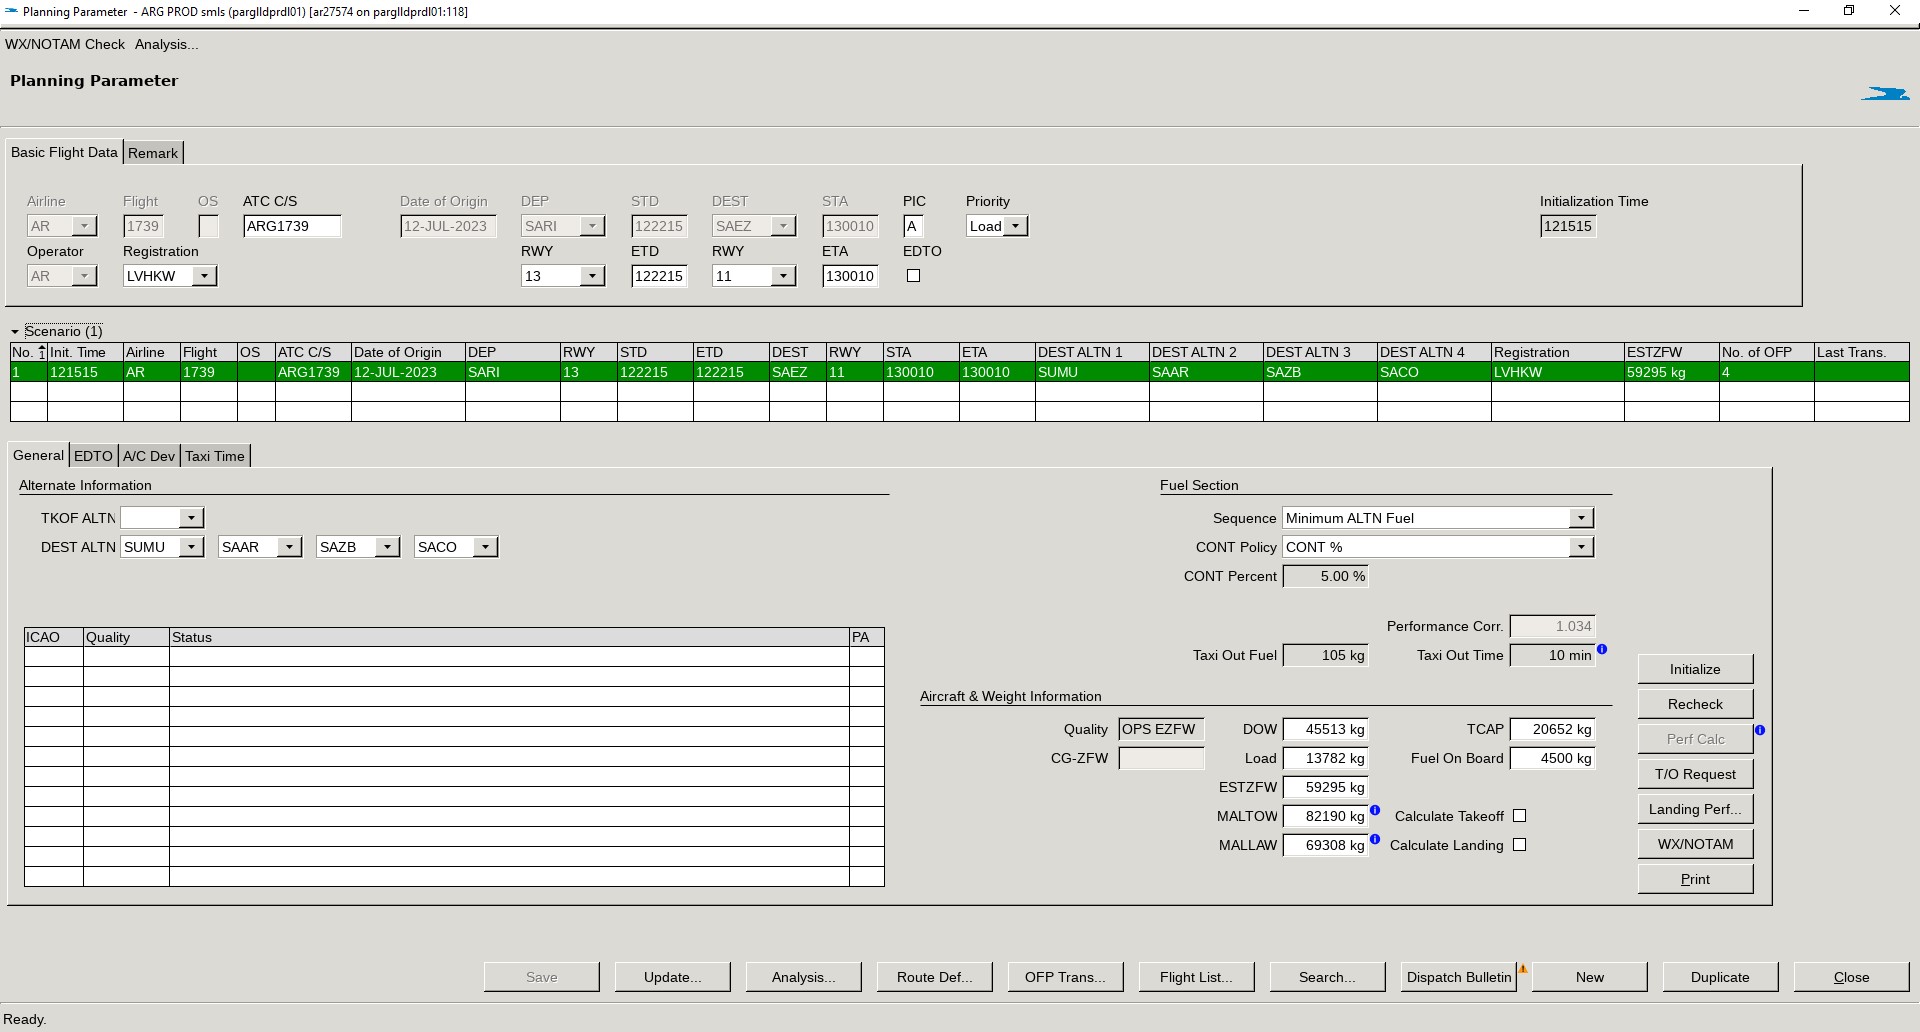 Planning Parameter - ARG PROD smls (parglldprdl01) [ar27574 on parglldprdl01:118]
WX/NOTAM Check Analysis...
Planning Parameter
Basic Flight Data Remark
Airline Flight OS ATC C/S Date of Origin DEP STD DEST STA PIC Priority Initialization Time
AR 1739 ARG1739 12-JUL-2023 SARI 122215 SAEZ 130010 A Load 121515
Operator Registration RWY ETD RWY ETA EDTO
AR LVHKW 13 122215 11 130010
Scenario (1)
No. 1 Init. Time Airline Flight OS ATC C/S Date of Origin DEP RWY STD ETD DEST RWY STA ETA DEST ALTN 1 DEST ALTN 2 DEST ALTN 3 DEST ALTN 4 Registration ESTZFW No. of OFP Last Trans.
1 121515 AR 1739 ARG1739 12-JUL-2023 SARI 13 122215 122215 SAEZ 11 130010 130010 SUMU SAAR SAZB SACO LVHKW 59295 kg 4
General EDTO A/C Dev Taxi Time
Alternate Information
TKOF ALTN
DEST ALTN SUMU SAAR SAZB SACO
ICAO Quality Status PA
Fuel Section
Sequence Minimum ALTN Fuel
CONT Policy CONT %
CONT Percent 5.00 %
Performance Corr. 1.034
Taxi Out Fuel 105 kg Taxi Out Time 10 min
Aircraft & Weight Information
Quality OPS EZFW DOW 45513 kg TCAP 20652 kg
CG-ZFW Load 13782 kg Fuel On Board 4500 kg
ESTZFW 59295 kg
MALTOW 82190 kg Calculate Takeoff
MALLAW 69308 kg Calculate Landing
Initialize
Recheck
Perf Calc
T/O Request
Landing Perf...
WX/NOTAM
Print
Save Update... Analysis... Route Def... OFP Trans... Flight List... Search... Dispatch Bulletin New Duplicate Close
Ready.